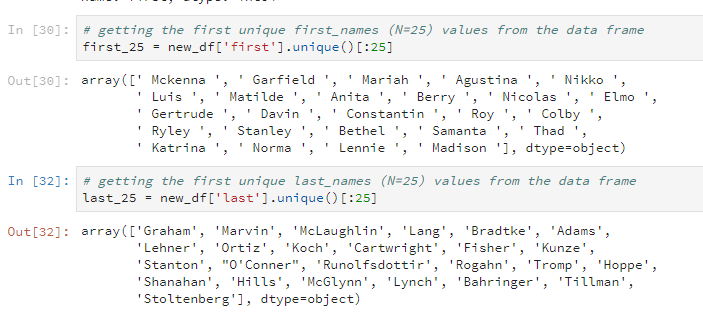 In [30]: # getting the first unique first_names (N=25) values from the data frame
first_25 = new_df['first'].unique()[:25]
Out[30]: array([' Mckenna ', ' Garfield ', ' Mariah ', ' Agustina ', ' Nikko ',
' Luis ', ' Matilde ', ' Anita ', ' Berry ', ' Nicolas ', ' Elmo ',
' Gertrude ', ' Davin ', ' Constantin ', ' Roy ', ' Colby ',
' Ryley ', ' Stanley ', ' Bethel ', ' Samanta ', ' Thad ',
' Katrina ', ' Norma ', ' Lennie ', ' Madison '], dtype=object)
In [32]: # getting the first unique last_names (N=25) values from the data frame
last_25 = new_df['last'].unique()[:25]
Out[32]: array(['Graham', 'Marvin', 'McLaughlin', 'Lang', 'Bradtke', 'Adams',
'Lehner', 'Ortiz', 'Koch', 'Cartwright', 'Fisher', 'Kunze',
'Stanton', "O'Conner", 'Runolfsdottir', 'Rogahn', 'Tromp', 'Hoppe',
'Shanahan', 'Hills', 'McGlynn', 'Lynch', 'Bahringer', 'Tillman',
'Stoltenberg'], dtype=object)